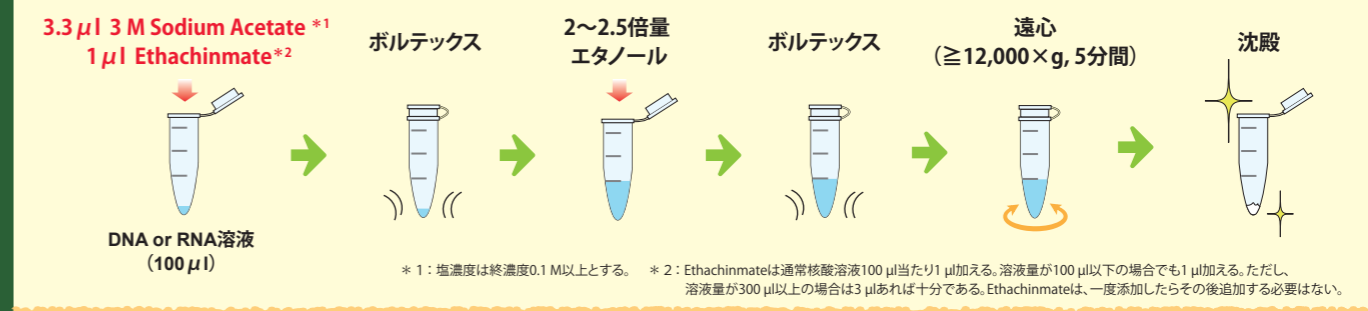 3.3 μl 3 M Sodium Acetate *1
1 μl Ethachinmate*2
ボルテックス
2〜2.5倍量
エタノール
ボルテックス
遠心
(≧12,000×g, 5分間)
沈殿
DNA or RNA溶液
(100 μl)
*1:塩濃度は終濃度0.1 M以上とする。
*2:Ethachinmateは通常核酸溶液100 μl当たり1 μl加える。溶液量が100 μl以下の場合でも1 μl加える。ただし、
溶液量が300 μl以上の場合は3 μlあれば十分である。Ethachinmateは、一度添加したらその後追加する必要はない。